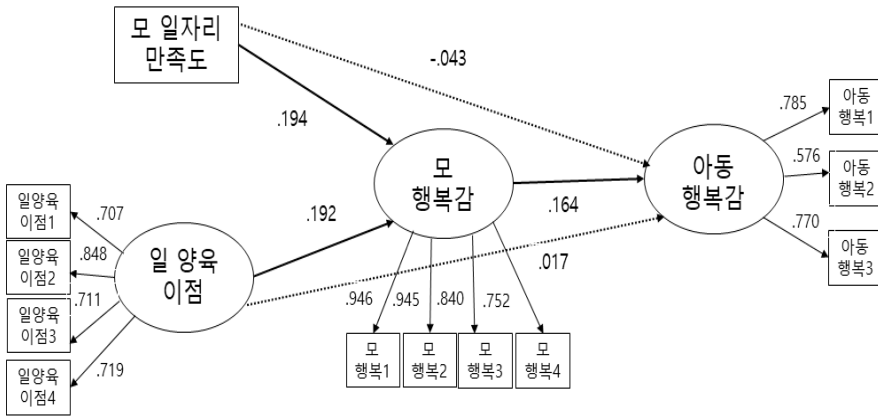 모 일자리
만족도
-.043
.194
.785
아동
행복1
모
행복감
아동
행복감
.576
아동
행복2
.164
.770
아동
행복3
일양육
이점1
.707
.192
일양육
이점2
.848
일 양육
이점
.017
일양육
이점3
.711
일양육
이점4
.719
.946
.945
.840
.752
모
행복1
모
행복2
모
행복3
모
행복4